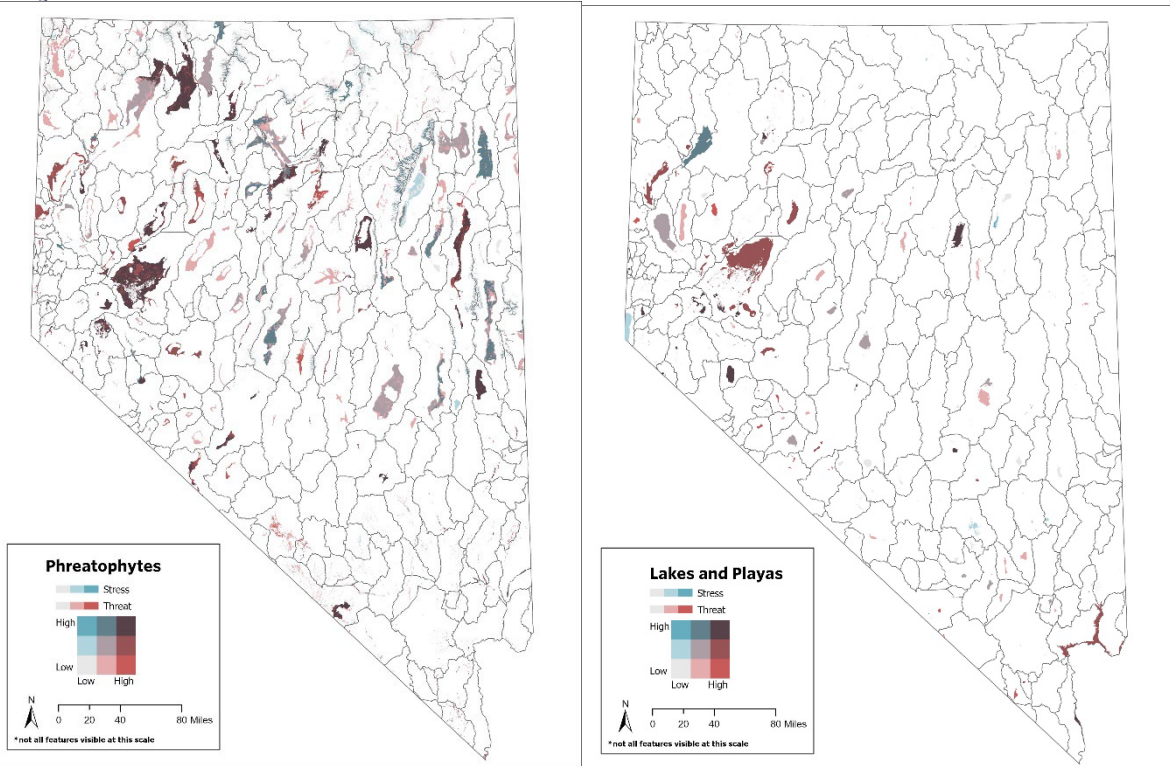 Phreatophytes
Stress
Threat
High
Low
Low High
N
0 20 40 80 Miles
*not all features visible at this scale
Lakes and Playas
Stress
Threat
High
Low
Low High
N
0 20 40 80 Miles
*not all features visible at this scale